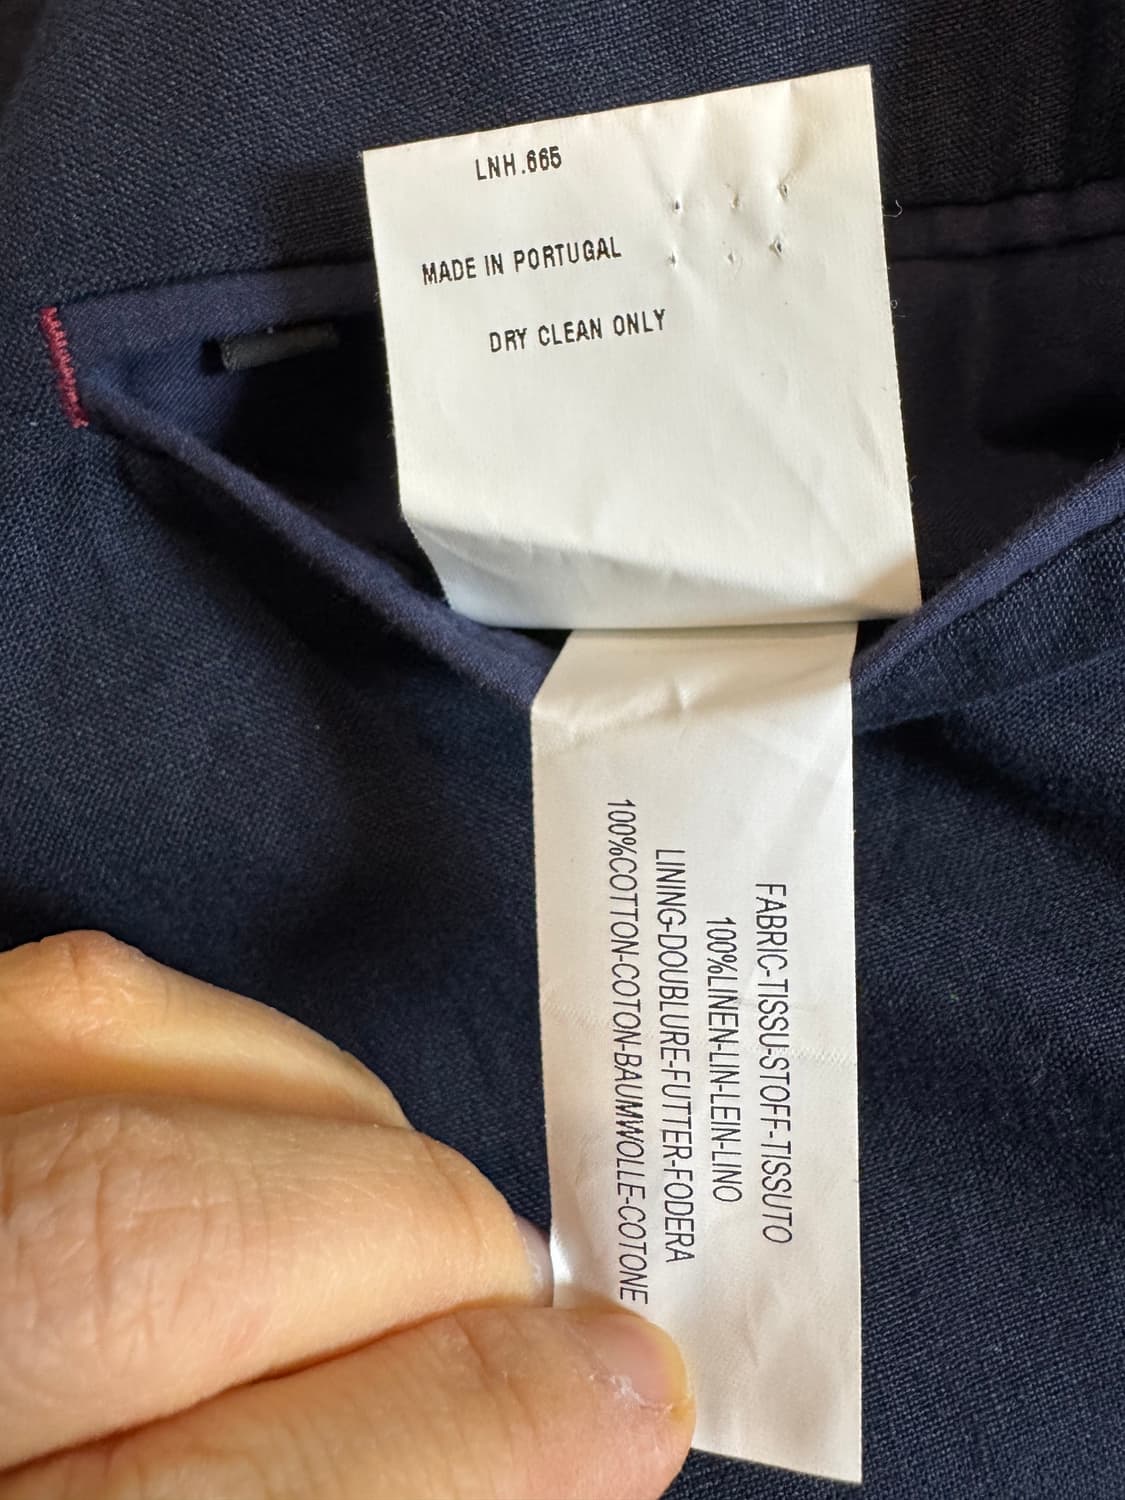 LNH.665
MADE IN PORTUGAL
DRY CLEAN ONLY
FABRIC-TISSU-STOFF-TISSUTO
100%LINEN-LIN-LEIN-LINO
LINING-DOUBLURE-FUTTER-FODERA
100%COTTON-COTON-BAUMWOLLE-COTONE